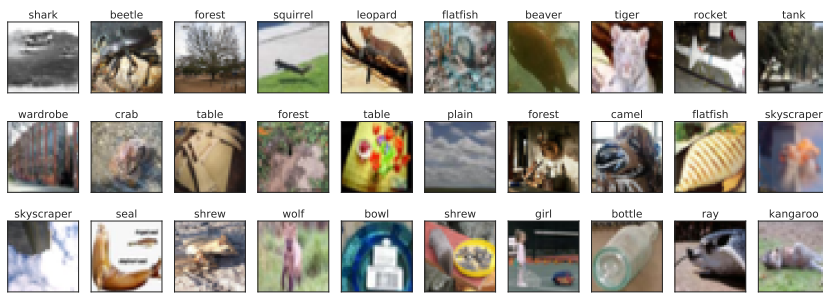 shark beetle forest squirrel leopard flatfish beaver tiger rocket tank
wardrobe crab table forest table plain forest camel flatfish skyscraper
skyscraper seal shrew wolf bowl shrew girl bottle ray kangaroo